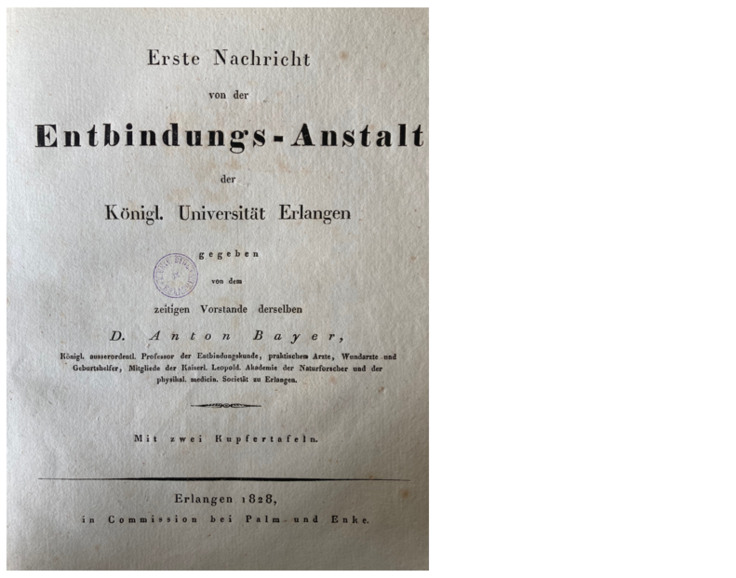 Erste Nachricht
von der
Entbindungs-Anstalt
der
Königl. Universität Erlangen
gegeben
von dem
zeitigen Vorstande derselben
D. Anton Bayer,
Königl. ausserordentl. Professor der Entbindungskunde, praktischem Arzte, Wundarzte und
Geburtshelfer, Mitgliede der Kaiserl. Leopold. Akademie der Naturforscher und der
physikal. medicin. Societät zu Erlangen.
Mit zwei Kupfertafeln.
Erlangen 1828,
in Commission bei Palm und Enke.